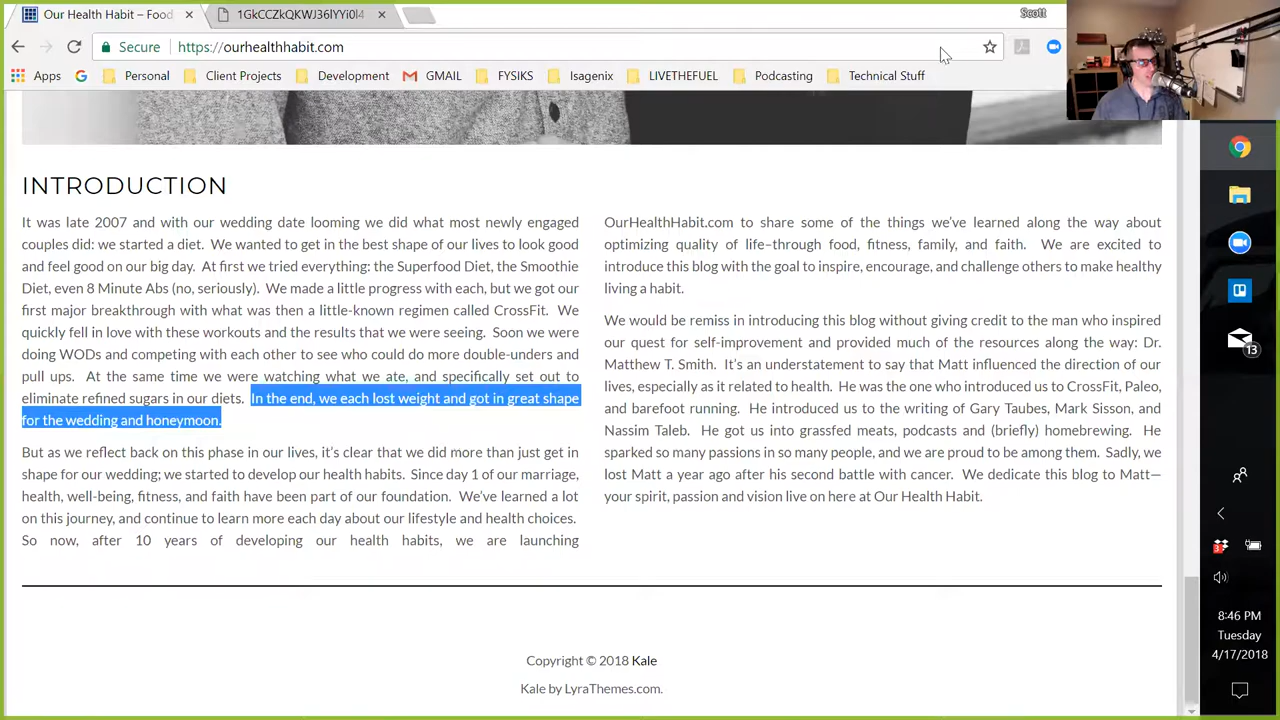 Our Health Habit – Food
1GkCCZkQKWJ36lYYi0l4
Scott
Secure
https://ourhealthhabit.com
Apps
Personal
Client Projects
Development
GMAIL
FYSIKS
Isagenix
LIVETHEFUEL
Podcasting
Technical Stuff
INTRODUCTION
It was late 2007 and with our wedding date looming we did what most newly engaged
couples did: we started a diet. We wanted to get in the best shape of our lives to look good
and feel good on our big day. At first we tried everything: the Superfood Diet, the Smoothie
Diet, even 8 Minute Abs (no, seriously). We made a little progress with each, but we got our
first major breakthrough with what was then a little-known regimen called CrossFit. We
quickly fell in love with these workouts and the results that we were seeing. Soon we were
doing WODs and competing with each other to see who could do more double-unders and
pull ups. At the same time we were watching what we ate, and specifically set out to
eliminate refined sugars in our diets. In the end, we each lost weight and got in great shape
for the wedding and honeymoon.
But as we reflect back on this phase in our lives, it's clear that we did more than just get in
shape for our wedding; we started to develop our health habits. Since day 1 of our marriage,
health, well-being, fitness, and faith have been part of our foundation. We've learned a lot
on this journey, and continue to learn more each day about our lifestyle and health choices.
So now, after 10 years of developing our health habits, we are launching
OurHealthHabit.com to share some of the things we've learned along the way about
optimizing quality of life–through food, fitness, family, and faith. We are excited to
introduce this blog with the goal to inspire, encourage, and challenge others to make healthy
living a habit.
We would be remiss in introducing this blog without giving credit to the man who inspired
our quest for self-improvement and provided much of the resources along the way: Dr.
Matthew T. Smith. It's an understatement to say that Matt influenced the direction of our
lives, especially as it related to health. He was the one who introduced us to CrossFit, Paleo,
and barefoot running. He introduced us to the writing of Gary Taubes, Mark Sisson, and
Nassim Taleb. He got us into grassfed meats, podcasts and (briefly) homebrewing. He
sparked so many passions in so many people, and we are proud to be among them. Sadly, we
lost Matt a year ago after his second battle with cancer. We dedicate this blog to Matt—
your spirit, passion and vision live on here at Our Health Habit.
Copyright © 2018 Kale
Kale by LyraThemes.com.
13
3
8:46 PM
Tuesday
4/17/2018